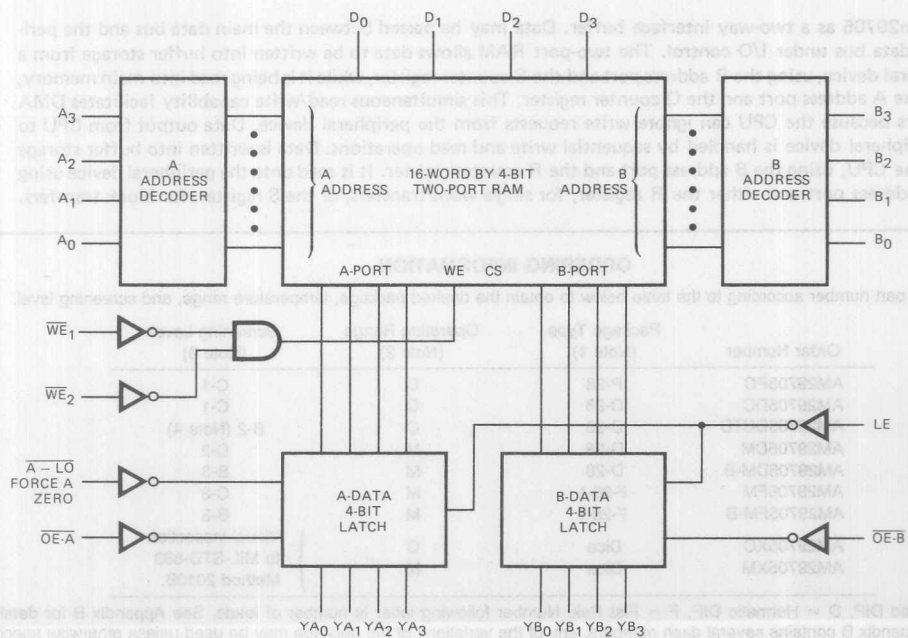 D0 D1 D2 D3
A3
A2
A1
A0
A
ADDRESS
DECODER
A
ADDRESS
16-WORD BY 4-BIT
TWO-PORT RAM
B
ADDRESS
B
ADDRESS
DECODER
B3
B2
B1
B0
A-PORT WE CS B-PORT
WE1
WE2
LE
A – LO
FORCE A
ZERO
A-DATA
4-BIT
LATCH
B-DATA
4-BIT
LATCH
OE-A
OE-B
YA0 YA1 YA2 YA3
YB0 YB1 YB2 YB3